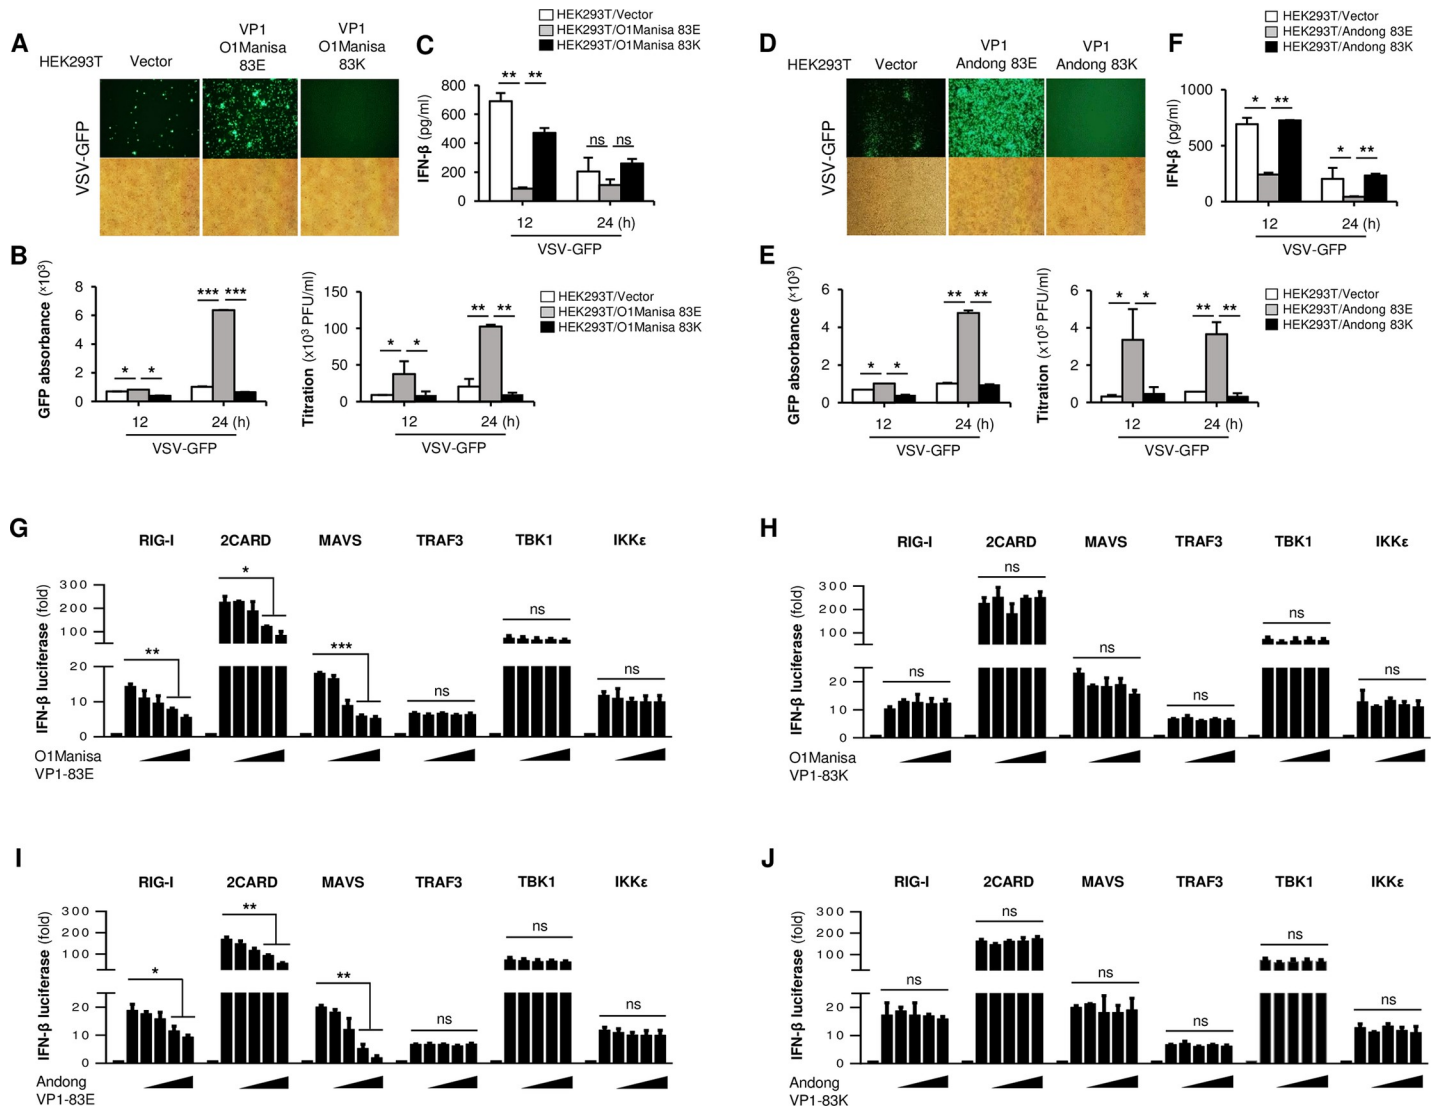 A
HEK293T
Vector
VP1
O1Manisa
83E
VP1
O1Manisa
83K
VSV-GFP
C
HEK293T/Vector
HEK293T/O1Manisa 83E
HEK293T/O1Manisa 83K
IFN-β (pg/ml)
800
600
400
200
0
** **
ns ns
12 24 (h)
VSV-GFP
D
HEK293T
Vector
VP1
Andong 83E
VP1
Andong 83K
VSV-GFP
F
HEK293T/Vector
HEK293T/Andong 83E
HEK293T/Andong 83K
IFN-β (pg/ml)
1000
500
0
* **
* **
12 24 (h)
VSV-GFP
B
GFP absorbance (×10³)
8
6
4
2
0
* *
*** ***
12 24 (h)
VSV-GFP
Titration (x10³ PFU/ml)
150
100
50
0
* *
** **
12 24 (h)
VSV-GFP
HEK293T/Vector
HEK293T/O1Manisa 83E
HEK293T/O1Manisa 83K
E
GFP absorbance (×10³)
6
4
2
0
* *
** **
12 24 (h)
VSV-GFP
Titration (x10⁵ PFU/ml)
6
4
2
0
* *
** **
12 24 (h)
VSV-GFP
HEK293T/Vector
HEK293T/Andong 83E
HEK293T/Andong 83K
G
RIG-I 2CARD MAVS TRAF3 TBK1 IKKε
IFN-β luciferase (fold)
300
200
100
20
10
0
** * *** ns ns ns
O1Manisa
VP1-83E
H
RIG-I 2CARD MAVS TRAF3 TBK1 IKKε
IFN-β luciferase (fold)
300
200
100
20
10
0
ns ns ns ns ns ns
O1Manisa
VP1-83K
I
RIG-I 2CARD MAVS TRAF3 TBK1 IKKε
IFN-β luciferase (fold)
300
200
100
20
10
0
* ** ** ns ns ns
Andong
VP1-83E
J
RIG-I 2CARD MAVS TRAF3 TBK1 IKKε
IFN-β luciferase (fold)
300
200
100
20
10
0
ns ns ns ns ns ns
Andong
VP1-83K